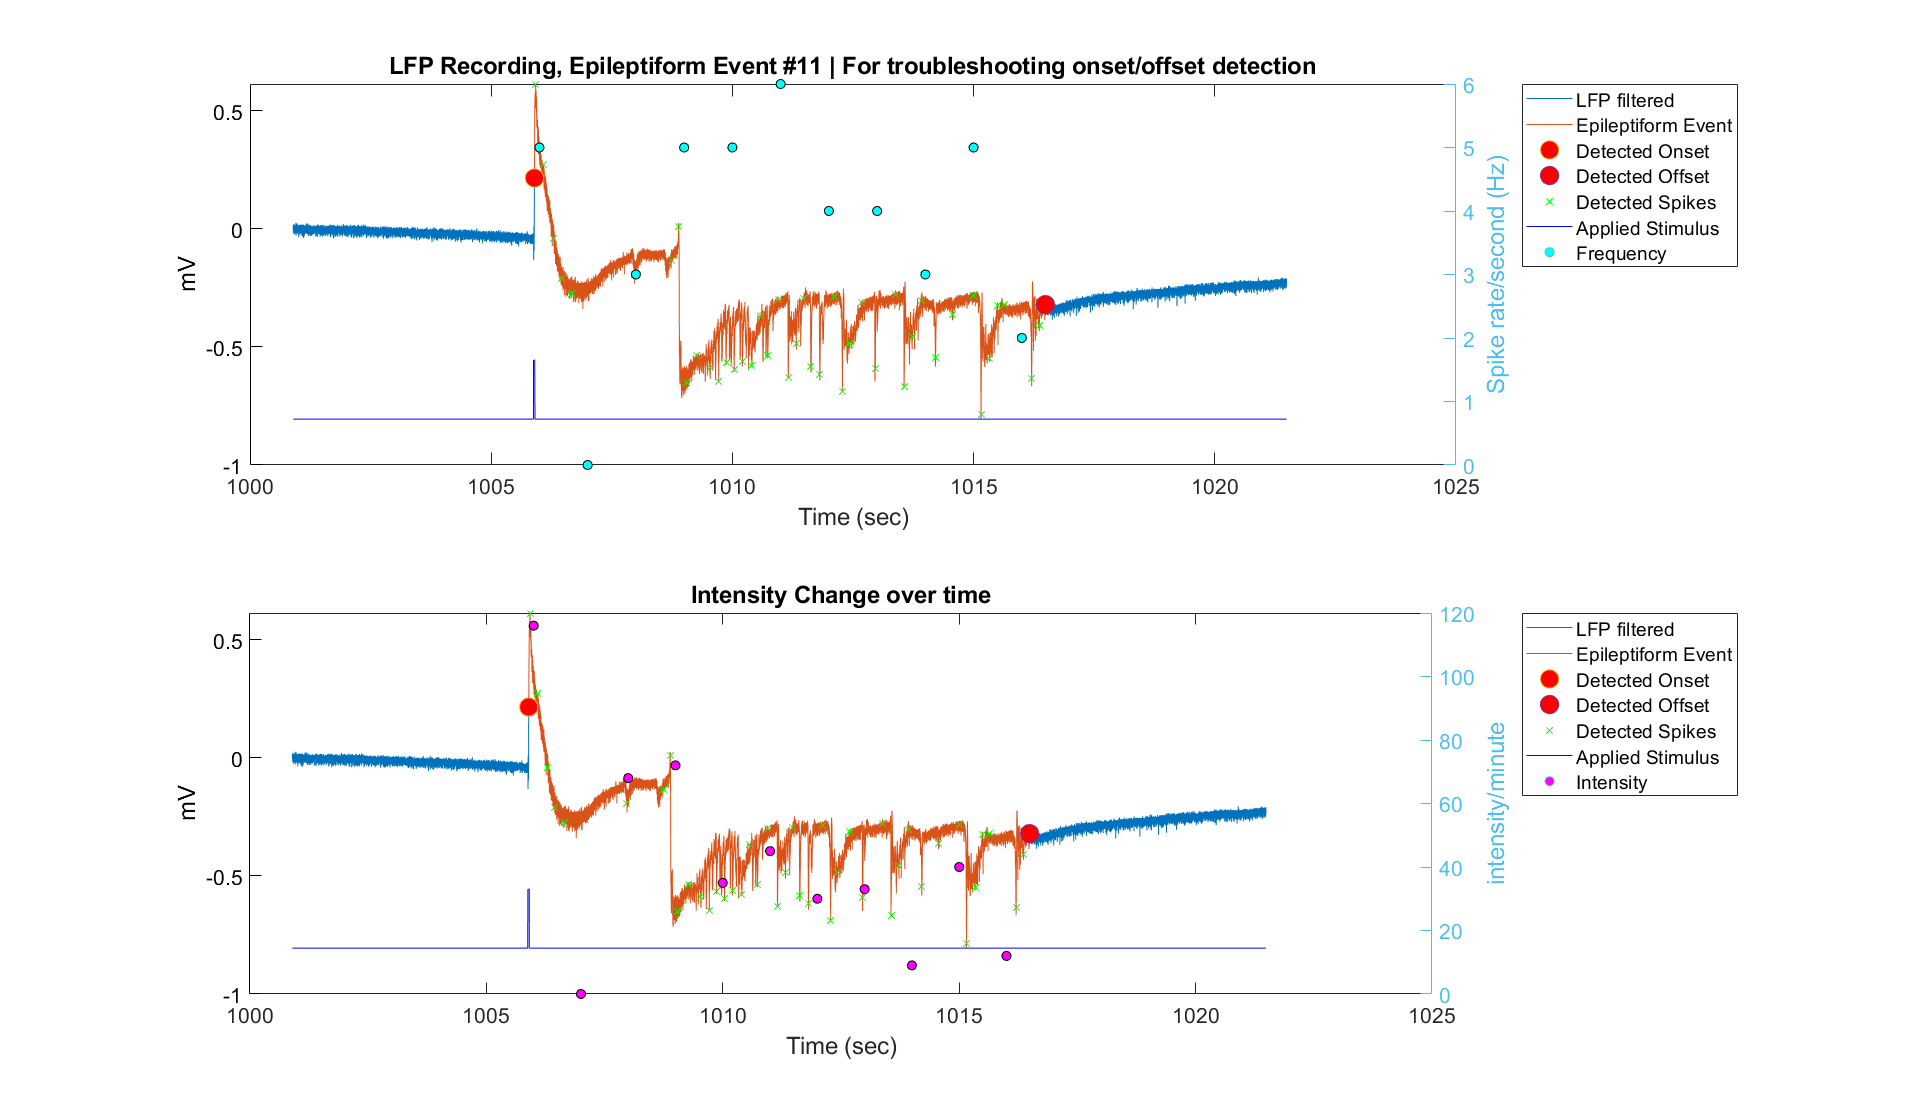 LFP Recording, Epileptiform Event #11 | For troubleshooting onset/offset detection
0.5
0
-0.5
-1
mV
1000
1005
1010
1015
1020
1025
Time (sec)
6
5
4
3
2
1
0
Spike rate/second (Hz)
LFP filtered
Epileptiform Event
Detected Onset
Detected Offset
Detected Spikes
Applied Stimulus
Frequency
Intensity Change over time
0.5
0
-0.5
-1
mV
1000
1005
1010
1015
1020
1025
Time (sec)
120
100
80
60
40
20
0
intensity/minute
LFP filtered
Epileptiform Event
Detected Onset
Detected Offset
Detected Spikes
Applied Stimulus
Intensity